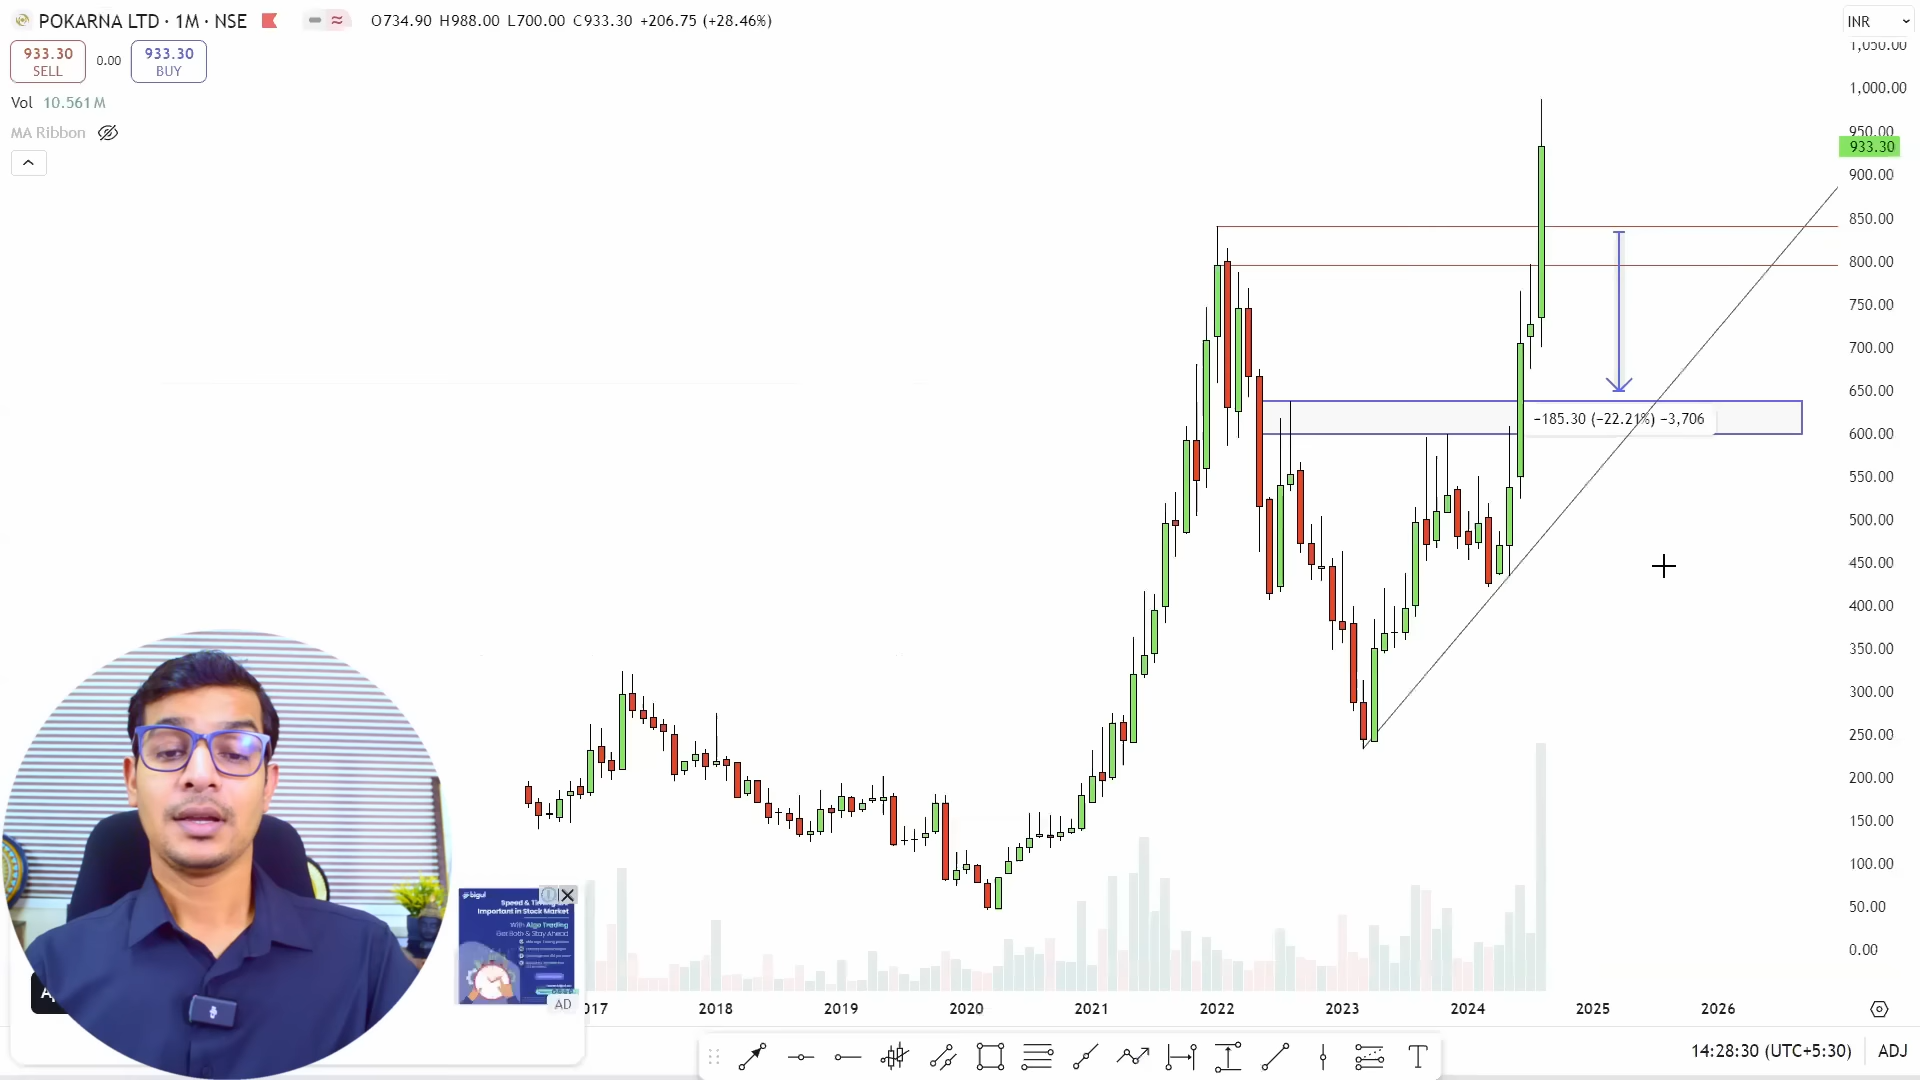 POKARNA LTD · 1M · NSE
O734.90 H988.00 L700.00 C933.30 +206.75 (+28.46%)
INR
933.30
SELL
0.00
933.30
BUY
Vol 10.561 M
MA Ribbon
1,050.00
1,000.00
950.00
933.30
900.00
850.00
800.00
750.00
700.00
650.00
600.00
550.00
500.00
450.00
400.00
350.00
300.00
250.00
200.00
150.00
100.00
50.00
0.00
−185.30 (−22.21%) −3,706
bigul
Important in Stock Market
With Algo Trading
Get Both & Stay Ahead
AD
017
2018
2019
2020
2021
2022
2023
2024
2025
2026
14:28:30 (UTC+5:30)
ADJ